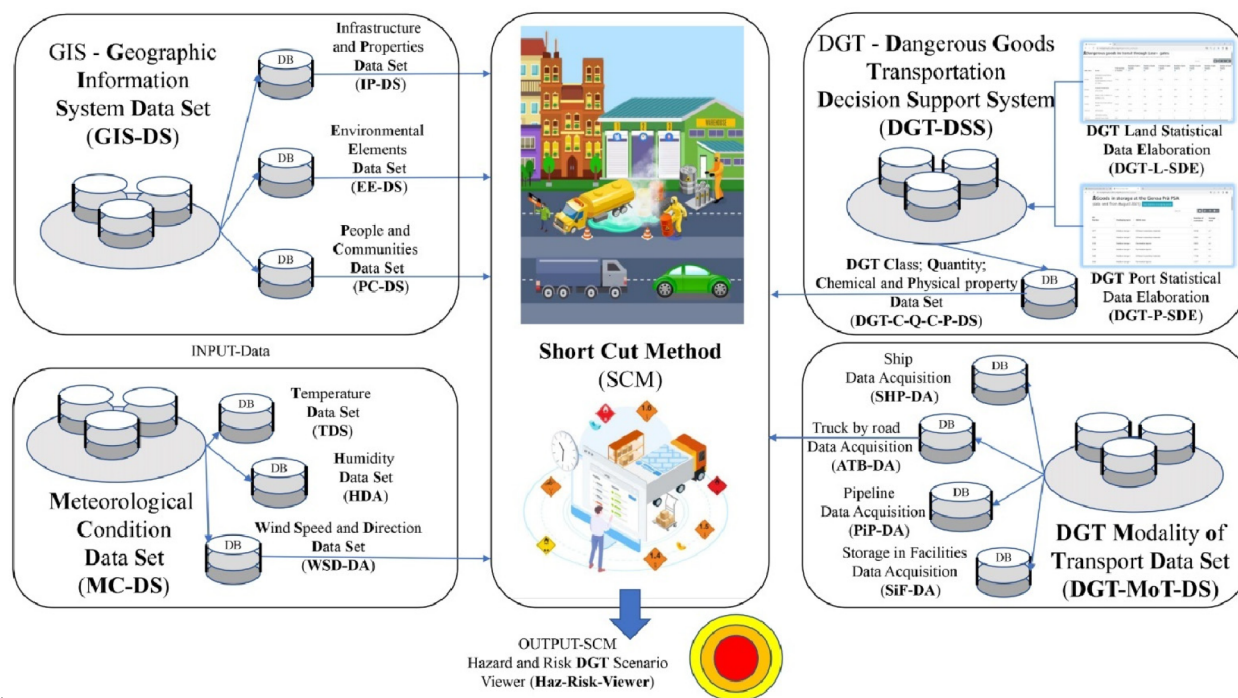 GIS - Geographic
Information
System Data Set
(GIS-DS)
DB
Infrastructure
and Properties
Data Set
(IP-DS)
DB
Environmental
Elements
Data Set
(EE-DS)
DB
People and
Communities
Data Set
(PC-DS)
INPUT-Data
Meteorological
Condition
Data Set
(MC-DS)
DB
Temperature
Data Set
(TDS)
DB
Humidity
Data Set
(HDA)
DB
Wind Speed and Direction
Data Set
(WSD-DA)
WAREHOUSE
Short Cut Method
(SCM)
1.6
1.5
1.4
OUTPUT-SCM
Hazard and Risk DGT Scenario
Viewer (Haz-Risk-Viewer)
DGT - Dangerous Goods
Transportation
Decision Support System
(DGT-DSS)
DGT Land Statistical
Data Elaboration
(DGT-L-SDE)
DGT Class; Quantity;
Chemical and Physical property
Data Set
(DGT-C-Q-C-P-DS)
DB
DGT Port Statistical
Data Elaboration
(DGT-P-SDE)
Ship
Data Acquisition
(SHP-DA)
DB
Truck by road
Data Acquisition
(ATB-DA)
DB
Pipeline
Data Acquisition
(PiP-DA)
DB
Storage in Facilities
Data Acquisition
(SiF-DA)
DB
DGT Modality of
Transport Data Set
(DGT-MoT-DS)